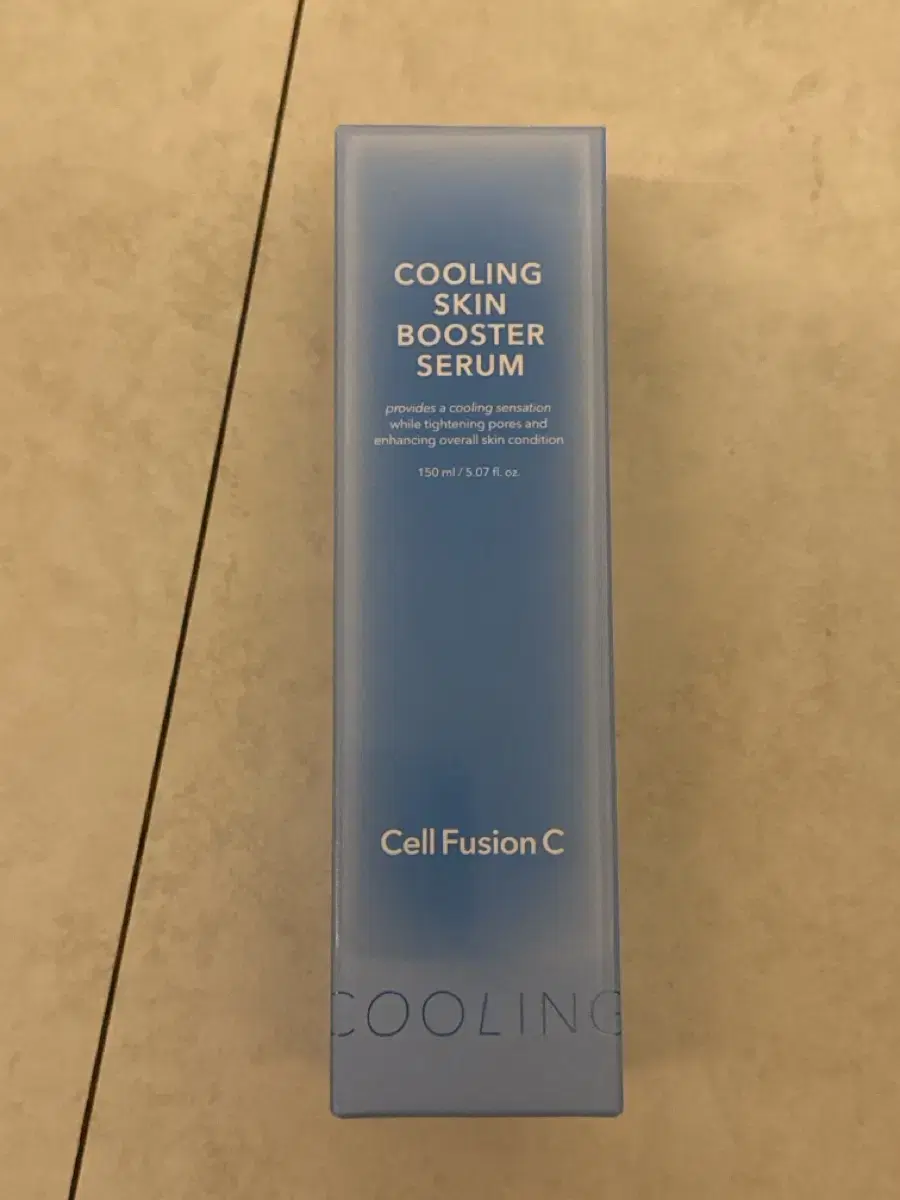 COOLING
SKIN
BOOSTER
SERUM
provides a cooling sensation
while tightening pores and
enhancing overall skin condition
150 ml / 5.07 fl. oz.
Cell Fusion C
COOLING